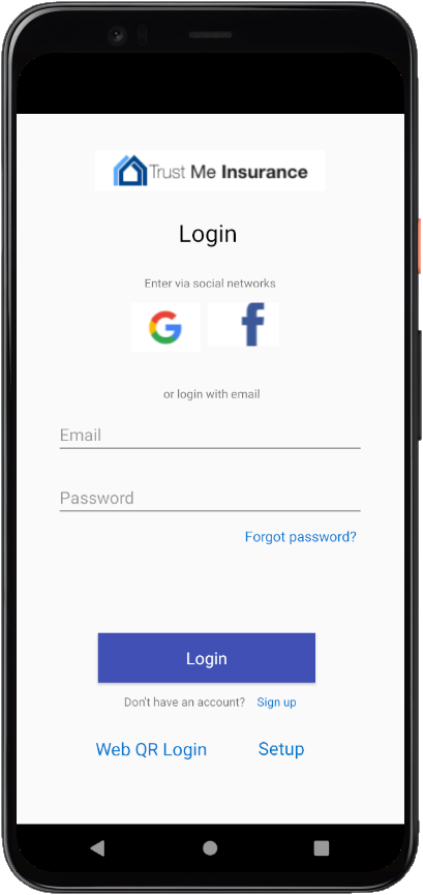 Trust Me Insurance
Login
Enter via social networks
or login with email
Email
Password
Forgot password?
Login
Don't have an account? Sign up
Web QR Login Setup